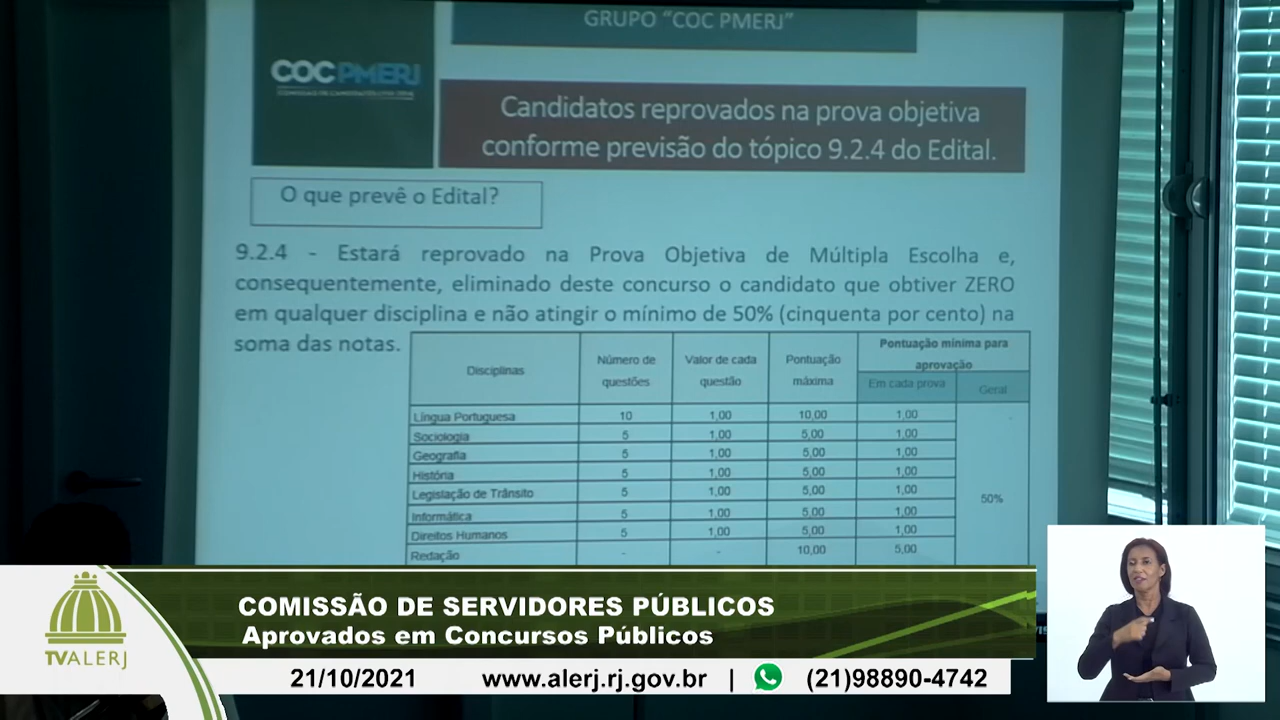 GRUPO “COC PMERJ”
COCPMERJ
Candidatos reprovados na prova objetiva
conforme previsão do tópico 9.2.4 do Edital.
O que prevê o Edital?
9.2.4 - Estará reprovado na Prova Objetiva de Múltipla Escolha e,
consequentemente, eliminado deste concurso o candidato que obtiver ZERO
em qualquer disciplina e não atingir o mínimo de 50% (cinquenta por cento) na
soma das notas.
Disciplinas Número de questões Valor de cada questão Pontuação máxima Pontuação mínima para aprovação
Em cada prova Geral
Língua Portuguesa 10 1,00 10,00 1,00
Sociologia 5 1,00 5,00 1,00
Geografia 5 1,00 5,00 1,00
História 5 1,00 5,00 1,00
Legislação de Trânsito 5 1,00 5,00 1,00
50%
Informática 5 1,00 5,00 1,00
Direitos Humanos 5 1,00 5,00 1,00
Redação - - 10,00 5,00
COMISSÃO DE SERVIDORES PÚBLICOS
Aprovados em Concursos Públicos
TVALERJ
21/10/2021 www.alerj.rj.gov.br | (21)98890-4742